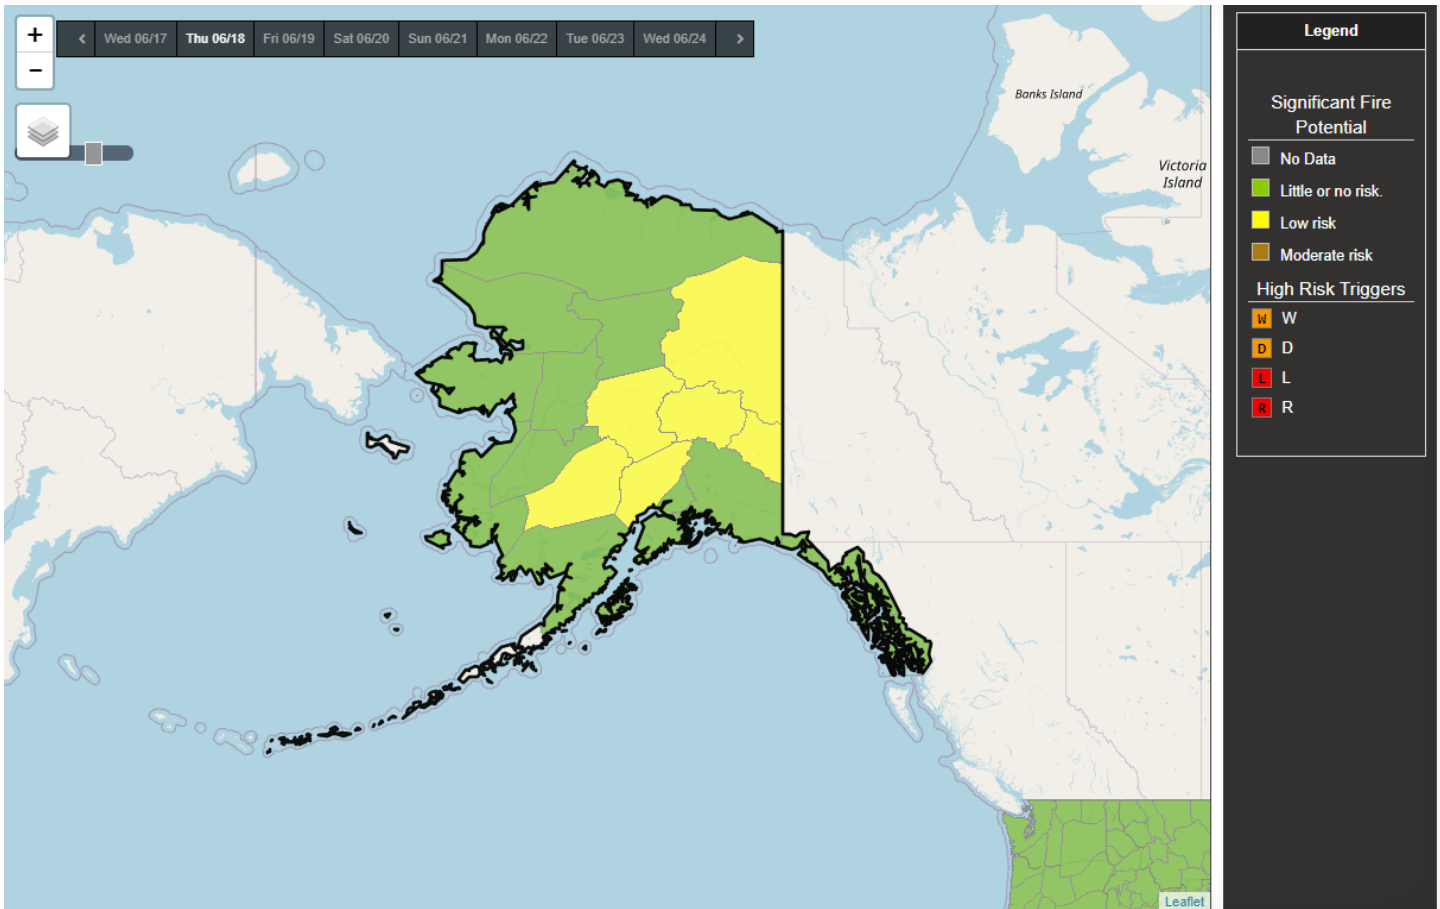 +
−
‹ Wed 06/17 Thu 06/18 Fri 06/19 Sat 06/20 Sun 06/21 Mon 06/22 Tue 06/23 Wed 06/24 ›
Banks Island
Victoria
Island
Leaflet
Legend
Significant Fire
Potential
No Data
Little or no risk.
Low risk
Moderate risk
High Risk Triggers
W W
D D
L L
R R